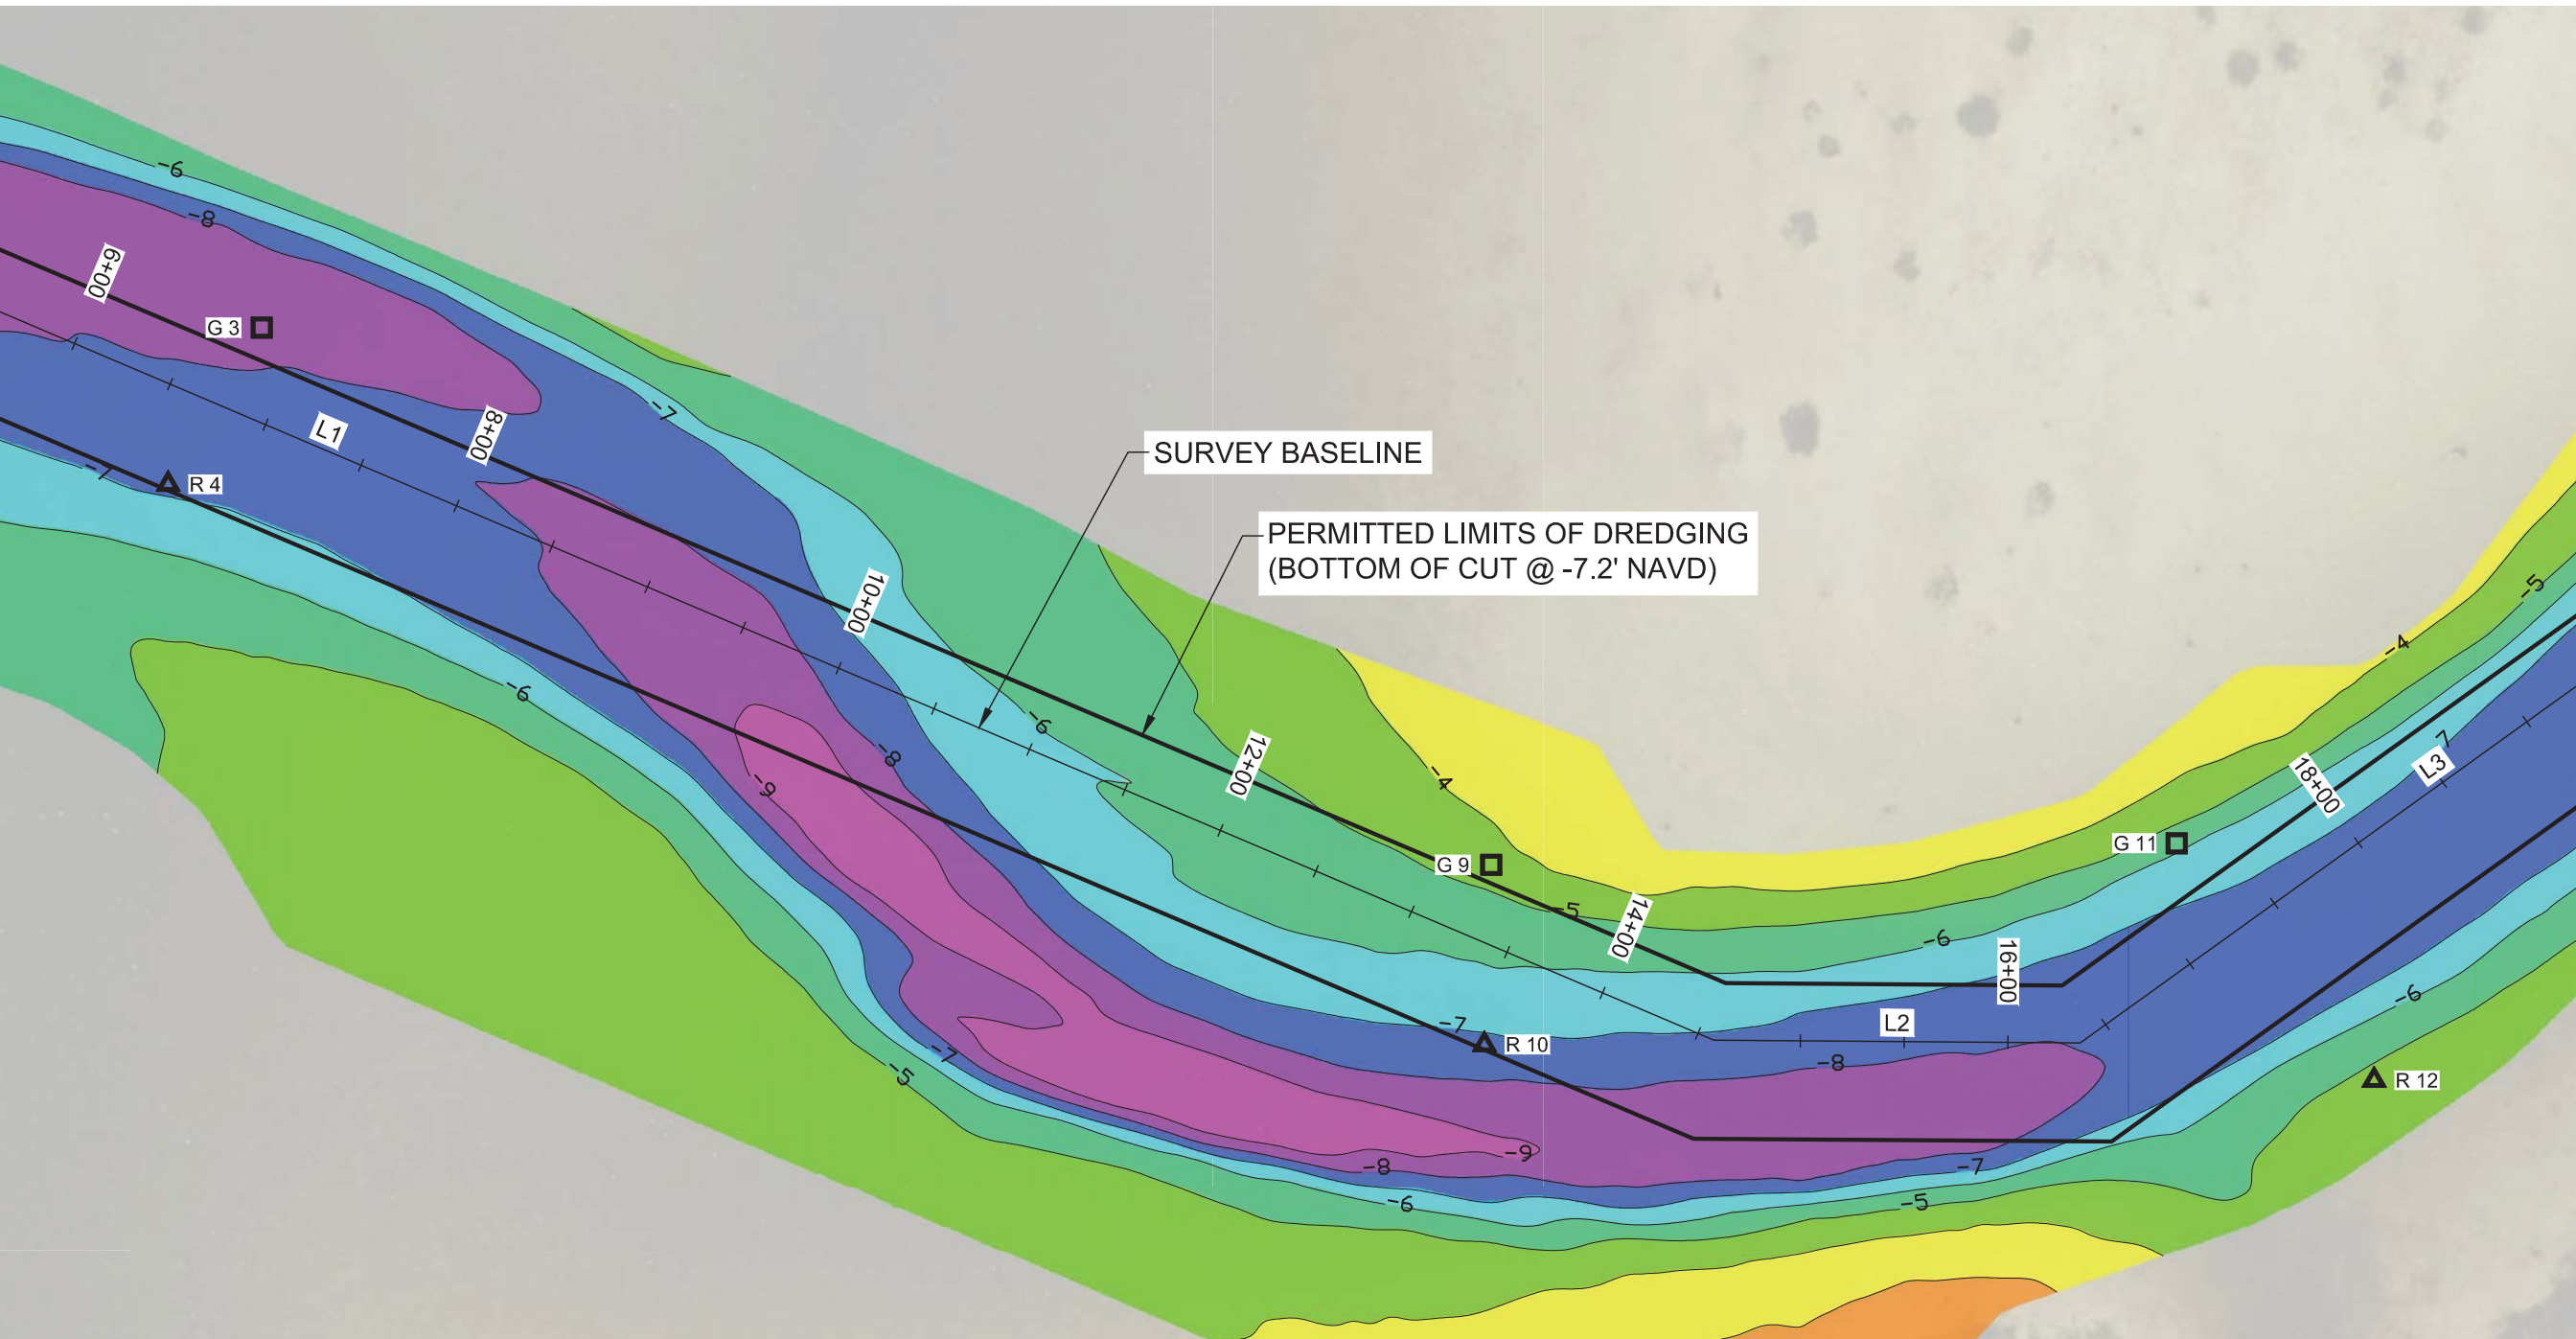 -6
-8
6+00
G 3
-7
8+00
L1
SURVEY BASELINE
-7
R 4
PERMITTED LIMITS OF DREDGING
(BOTTOM OF CUT @ -7.2' NAVD)
10+00
-5
-4
-6
-6
-8
12+00
-4
-9
7
L3
18+00
G 11
G 9
-5
14+00
-6
16+00
-6
L2
-7
R 10
-7
-5
-8
R 12
-9
-8
-7
-6
-5